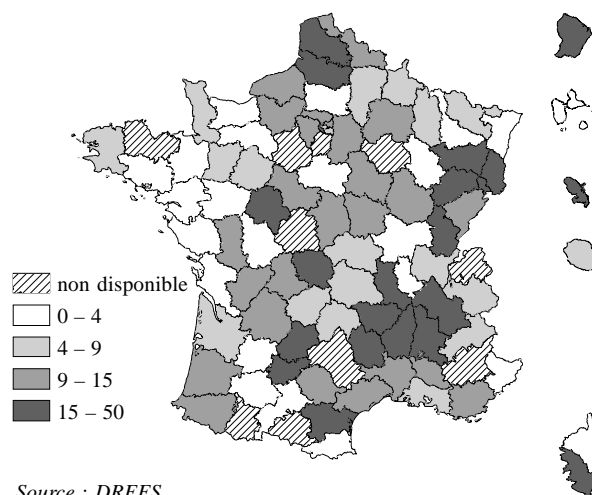 non disponible
0 – 4
4 – 9
9 – 15
15 – 50
Source : DREES